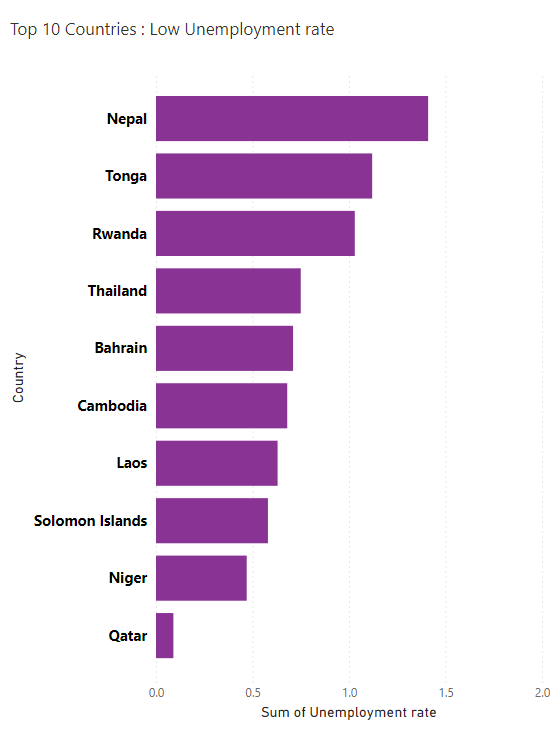 Top 10 Countries : Low Unemployment rate
Nepal
Tonga
Rwanda
Thailand
Bahrain
Cambodia
Laos
Solomon Islands
Niger
Qatar
Country
0.0 0.5 1.0 1.5 2.0
Sum of Unemployment rate